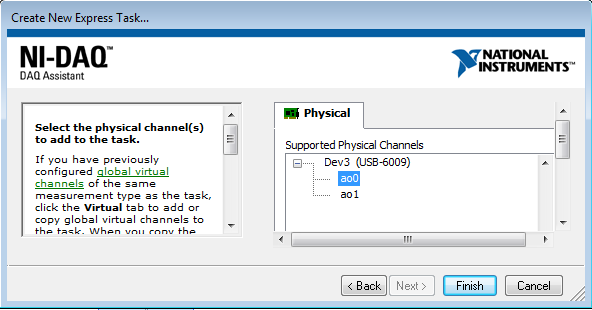 Create New Express Task...
NI-DAQ™
DAQ Assistant
NATIONAL
INSTRUMENTS™
Select the physical channel(s)
to add to the task.
If you have previously
configured global virtual
channels of the same
measurement type as the task,
click the Virtual tab to add or
copy global virtual channels to
the task. When you copy the
Physical
Supported Physical Channels
Dev3 (USB-6009)
ao0
ao1
< Back
Next >
Finish
Cancel